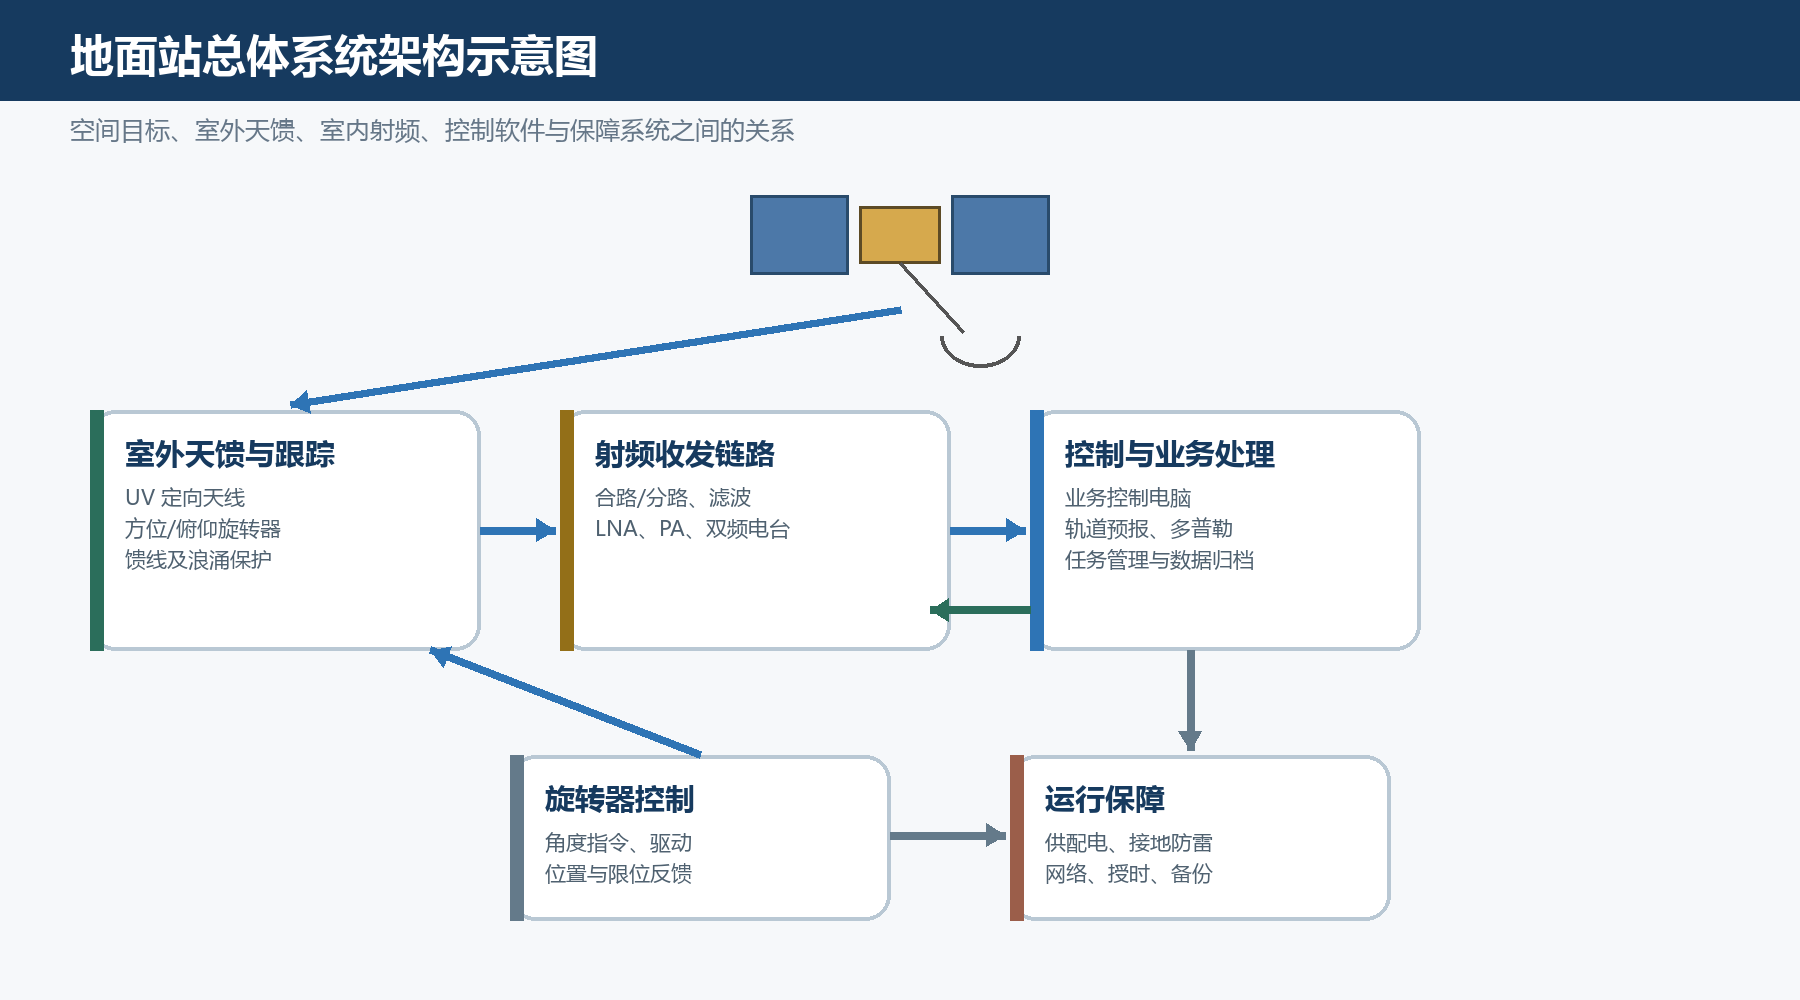 地面站总体系统架构示意图
空间目标、室外天馈、室内射频、控制软件与保障系统之间的关系
室外天馈与跟踪
UV 定向天线
方位/俯仰旋转器
馈线及浪涌保护
射频收发链路
合路/分路、滤波
LNA、PA、双频电台
控制与业务处理
业务控制电脑
轨道预报、多普勒
任务管理与数据归档
旋转器控制
角度指令、驱动
位置与限位反馈
运行保障
供配电、接地防雷
网络、授时、备份